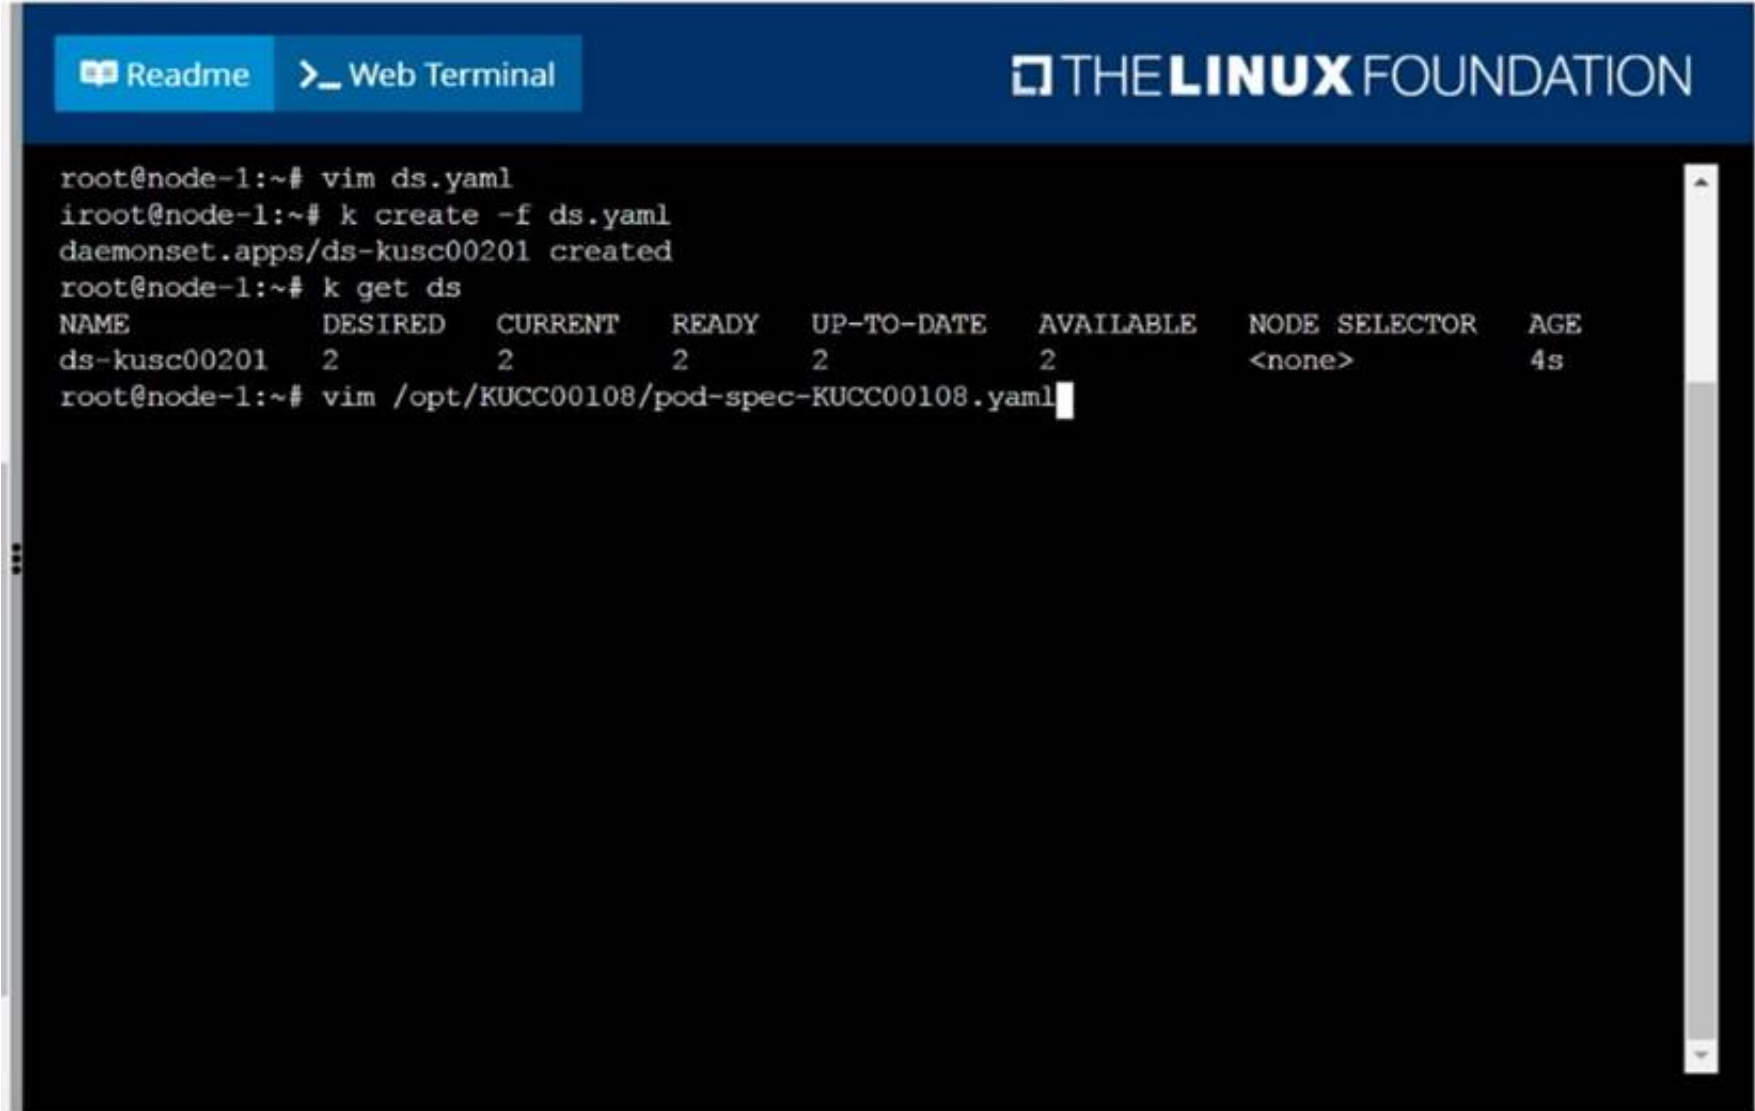 Readme >_ Web Terminal THE LINUX FOUNDATION
root@node-1:~# vim ds.yaml
iroot@node-1:~# k create -f ds.yaml
daemonset.apps/ds-kusc00201 created
root@node-1:~# k get ds
NAME DESIRED CURRENT READY UP-TO-DATE AVAILABLE NODE SELECTOR AGE
ds-kusc00201 2 2 2 2 2 <none> 4s
root@node-1:~# vim /opt/KUCC00108/pod-spec-KUCC00108.yaml